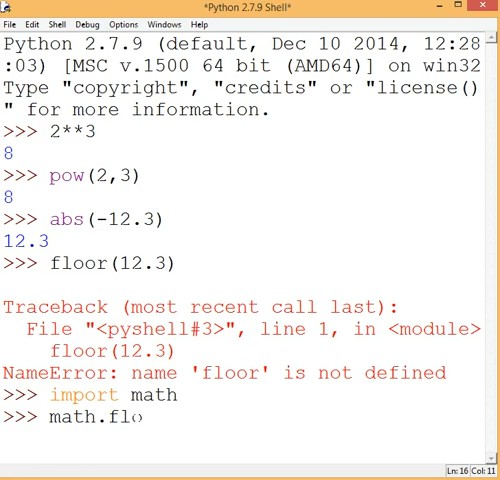 *Python 2.7.9 Shell*
File Edit Shell Debug Options Windows Help
Python 2.7.9 (default, Dec 10 2014, 12:28
:03) [MSC v.1500 64 bit (AMD64)] on win32
Type "copyright", "credits" or "license()
" for more information.
>>> 2**3
8
>>> pow(2,3)
8
>>> abs(-12.3)
12.3
>>> floor(12.3)
Traceback (most recent call last):
  File "<pyshell#3>", line 1, in <module>
    floor(12.3)
NameError: name 'floor' is not defined
>>> import math
>>> math.flo
Ln: 16 Col: 11